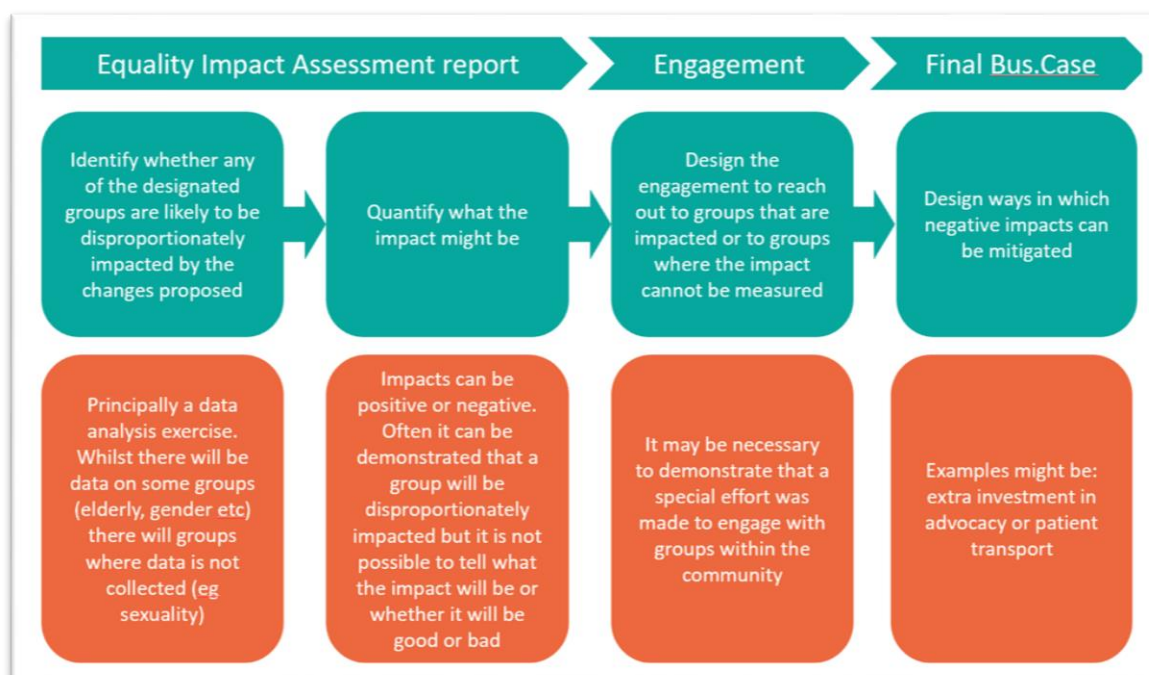 Equality Impact Assessment report
Engagement
Final Bus.Case
Identify whether any
of the designated
groups are likely to be
disproportionately
impacted by the
changes proposed
Quantify what the
impact might be
Design the
engagement to reach
out to groups that are
impacted or to groups
where the impact
cannot be measured
Design ways in which
negative impacts can
be mitigated
Principally a data
analysis exercise.
Whilst there will be
data on some groups
(elderly, gender etc)
there will groups
where data is not
collected (eg
sexuality)
Impacts can be
positive or negative.
Often it can be
demonstrated that a
group will be
disproportionately
impacted but it is not
possible to tell what
the impact will be or
whether it will be
good or bad
It may be necessary
to demonstrate that a
special effort was
made to engage with
groups within the
community
Examples might be:
extra investment in
advocacy or patient
transport